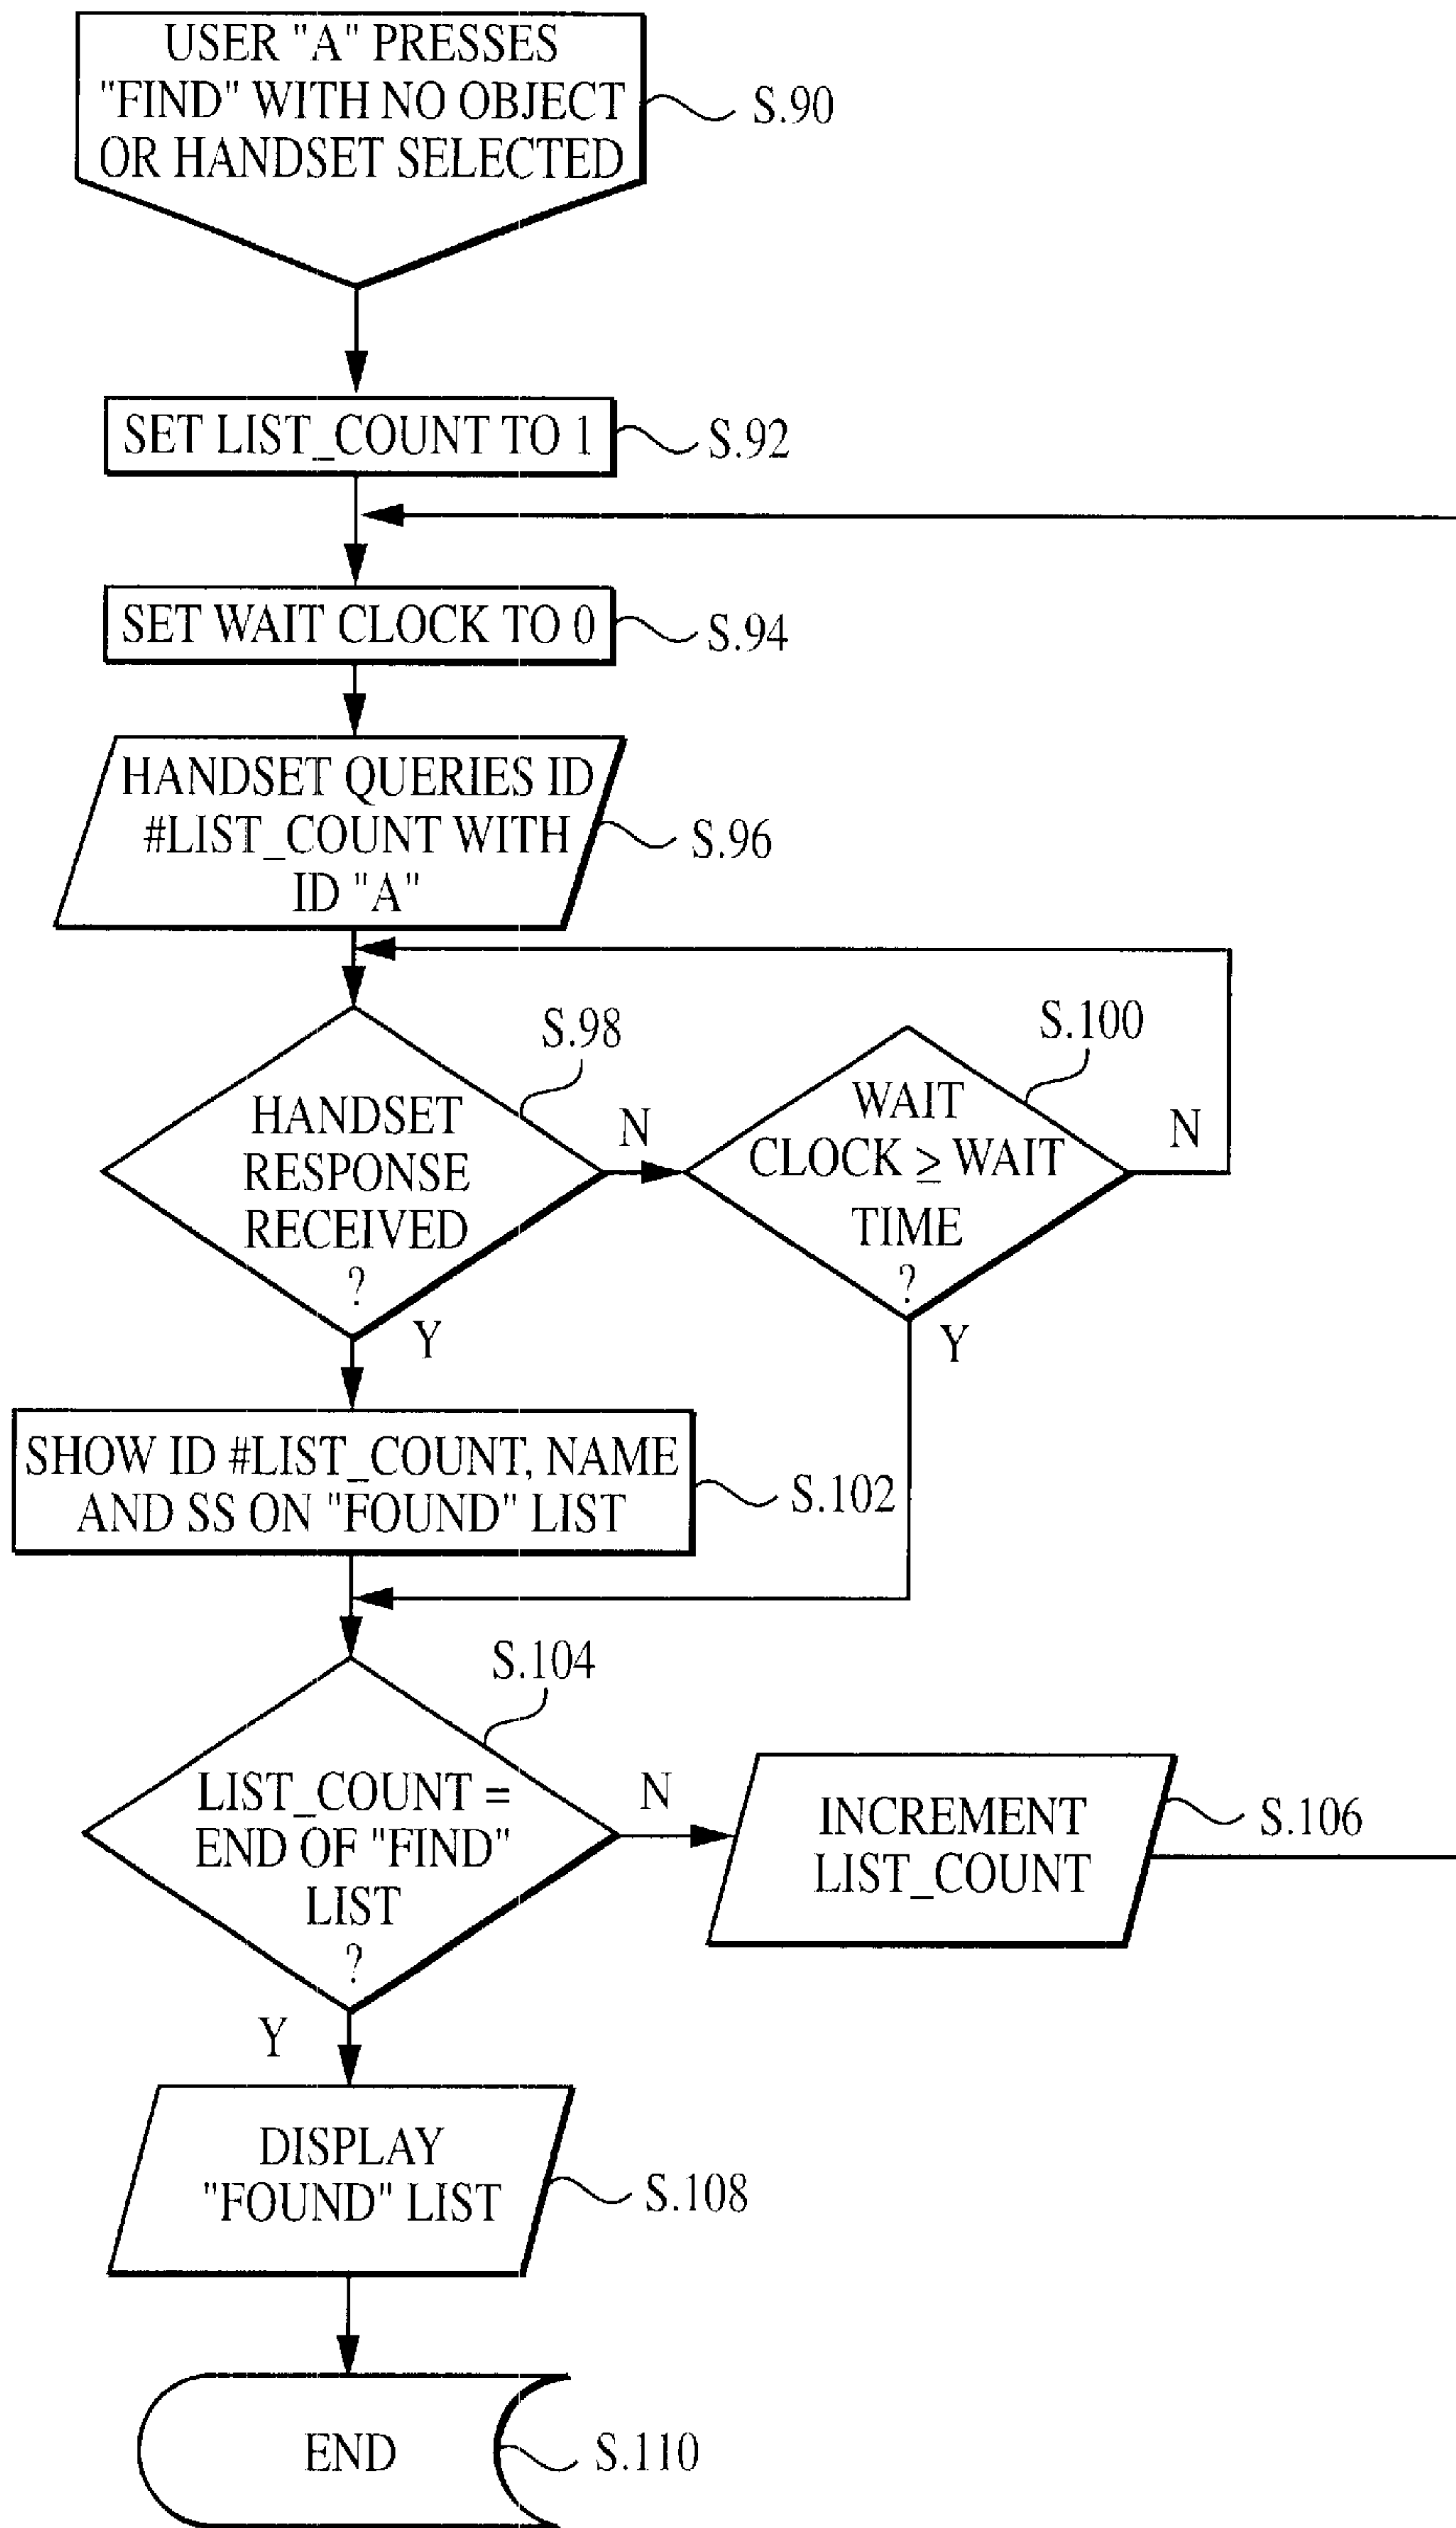 USER "A" PRESSES
"FIND" WITH NO OBJECT
OR HANDSET SELECTED
S.90
SET LIST_COUNT TO 1
S.92
SET WAIT CLOCK TO 0
S.94
HANDSET QUERIES ID
#LIST_COUNT WITH
ID "A"
S.96
S.98
HANDSET
RESPONSE
RECEIVED
?
N
Y
S.100
WAIT
CLOCK ≥ WAIT
TIME
?
N
Y
SHOW ID #LIST_COUNT, NAME
AND SS ON "FOUND" LIST
S.102
S.104
LIST_COUNT =
END OF "FIND"
LIST
?
N
Y
INCREMENT
LIST_COUNT
S.106
DISPLAY
"FOUND" LIST
S.108
END
S.110